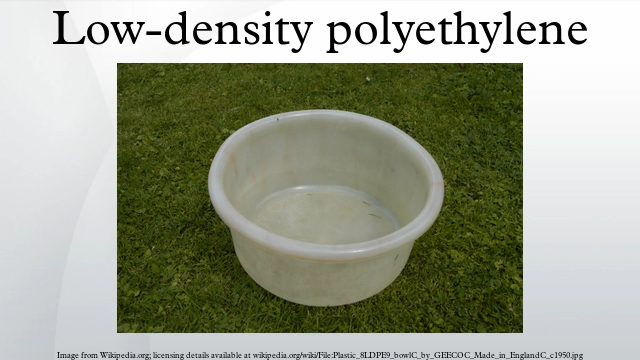 Low-density polyethylene
Image from Wikipedia.org; licensing details available at wikipedia.org/wiki/File:Plastic_8LDPE9_bowlC_by_GEECOC_Made_in_EnglandC_c1950.jpg